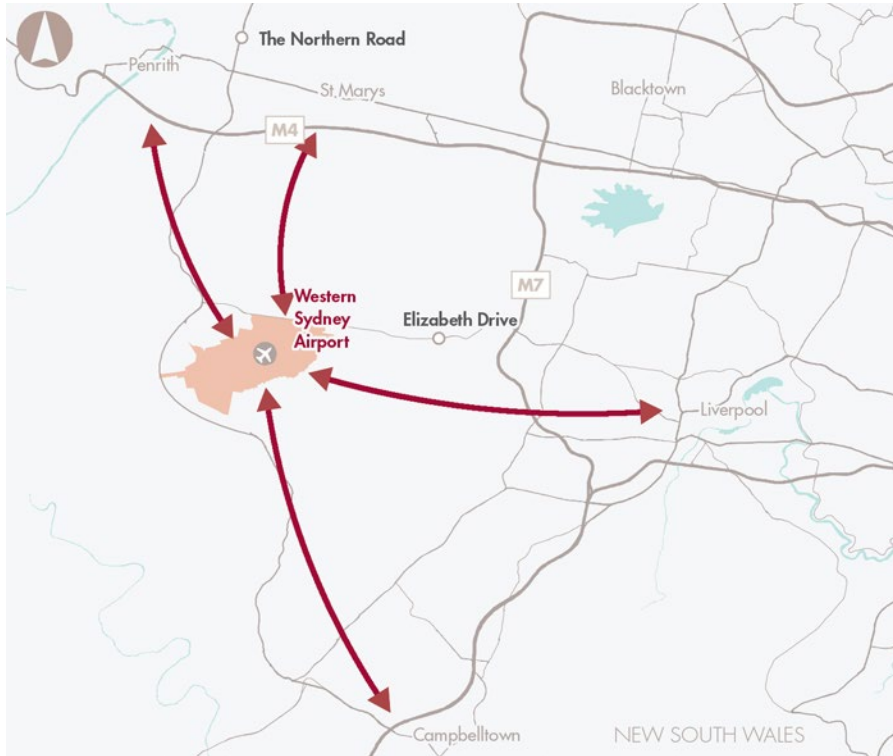 The Northern Road
Penrith
St Marys
Blacktown
M4
M7
Western
Sydney
Airport
Elizabeth Drive
Liverpool
Campbelltown
NEW SOUTH WALES